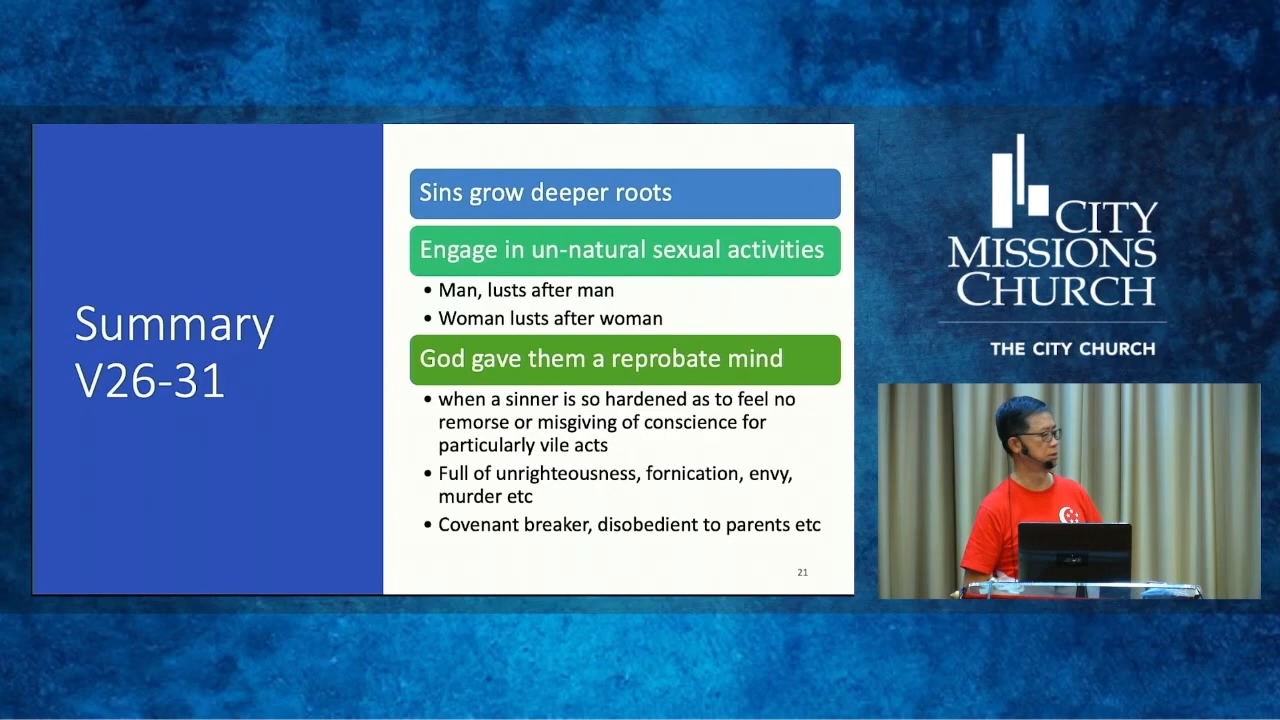 Summary
V26-31
Sins grow deeper roots
Engage in un-natural sexual activities
• Man, lusts after man
• Woman lusts after woman
God gave them a reprobate mind
• when a sinner is so hardened as to feel no
remorse or misgiving of conscience for
particularly vile acts
• Full of unrighteousness, fornication, envy,
murder etc
• Covenant breaker, disobedient to parents etc
21
CITY
MISSIONS
CHURCH
THE CITY CHURCH